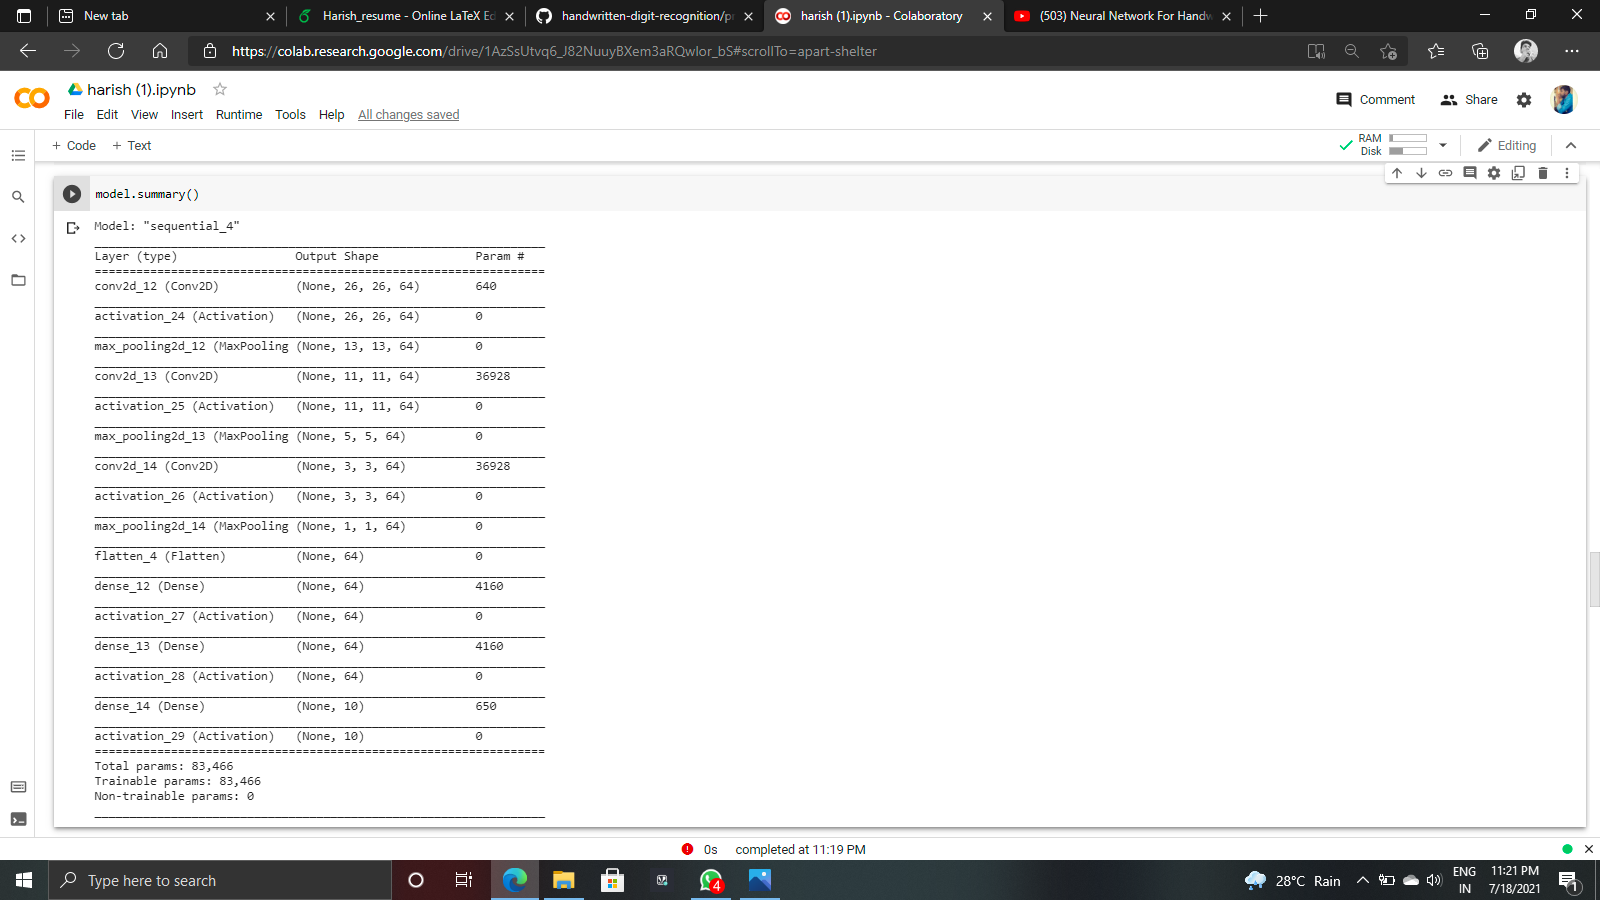 New tab
Harish_resume - Online LaTeX Ed
handwritten-digit-recognition/p
harish (1).ipynb - Colaboratory
(503) Neural Network For Handw
https://colab.research.google.com/drive/1AzSsUtvq6_J82NuuyBXem3aRQwIor_bS#scrollTo=apart-shelter
CO
harish (1).ipynb
Comment
Share
File Edit View Insert Runtime Tools Help All changes saved
+ Code + Text
RAM
Disk
Editing
model.summary()
Model: "sequential_4"
Layer (type) Output Shape Param #
conv2d_12 (Conv2D) (None, 26, 26, 64) 640
activation_24 (Activation) (None, 26, 26, 64) 0
max_pooling2d_12 (MaxPooling (None, 13, 13, 64) 0
conv2d_13 (Conv2D) (None, 11, 11, 64) 36928
activation_25 (Activation) (None, 11, 11, 64) 0
max_pooling2d_13 (MaxPooling (None, 5, 5, 64) 0
conv2d_14 (Conv2D) (None, 3, 3, 64) 36928
activation_26 (Activation) (None, 3, 3, 64) 0
max_pooling2d_14 (MaxPooling (None, 1, 1, 64) 0
flatten_4 (Flatten) (None, 64) 0
dense_12 (Dense) (None, 64) 4160
activation_27 (Activation) (None, 64) 0
dense_13 (Dense) (None, 64) 4160
activation_28 (Activation) (None, 64) 0
dense_14 (Dense) (None, 10) 650
activation_29 (Activation) (None, 10) 0
Total params: 83,466
Trainable params: 83,466
Non-trainable params: 0
0s completed at 11:19 PM
Type here to search
4
28°C Rain
ENG
IN
11:21 PM
7/18/2021
1